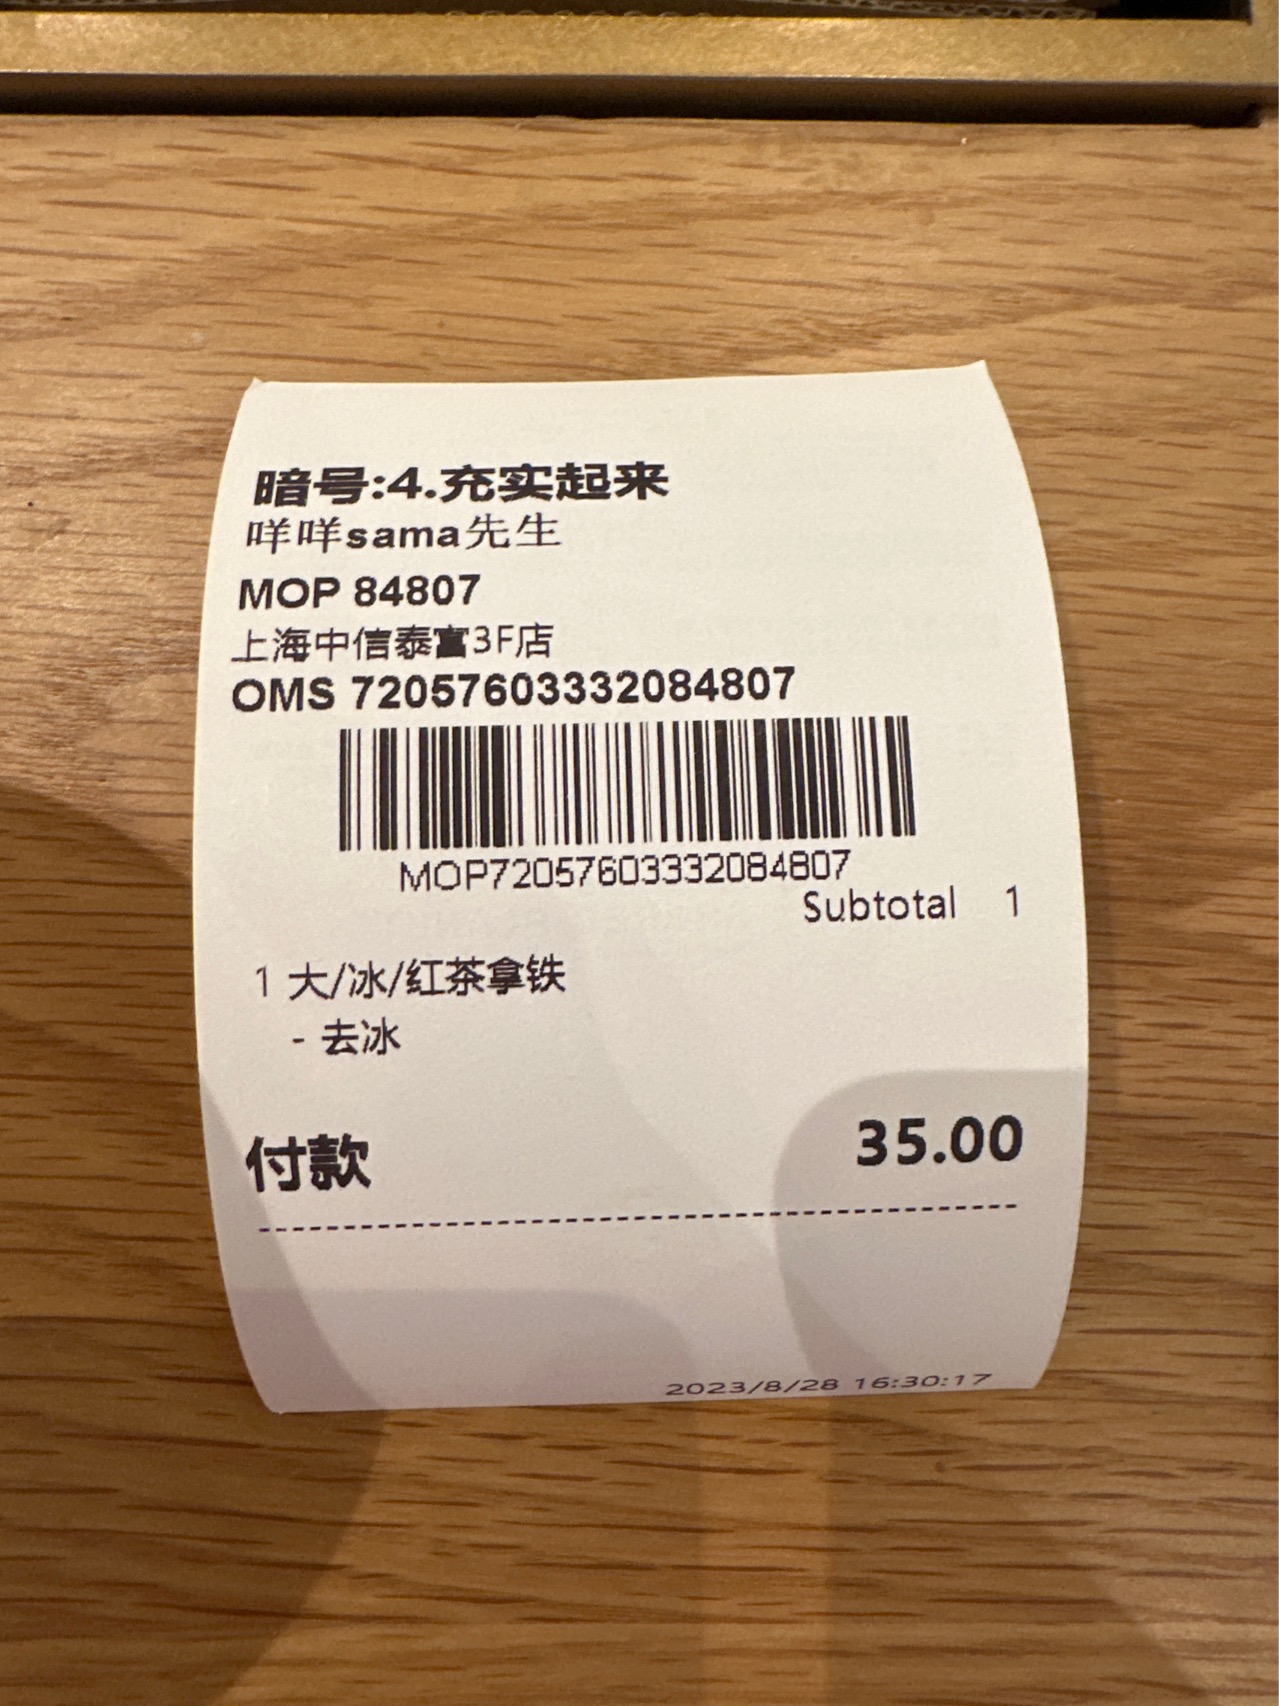 暗号:4.充实起来
咩咩sama先生
MOP 84807
上海中信泰富3F店
OMS 72057603332084807
MOP72057603332084807
Subtotal 1
1 大/冰/红茶拿铁
- 去冰
付款 35.00
2023/8/28 16:30:17